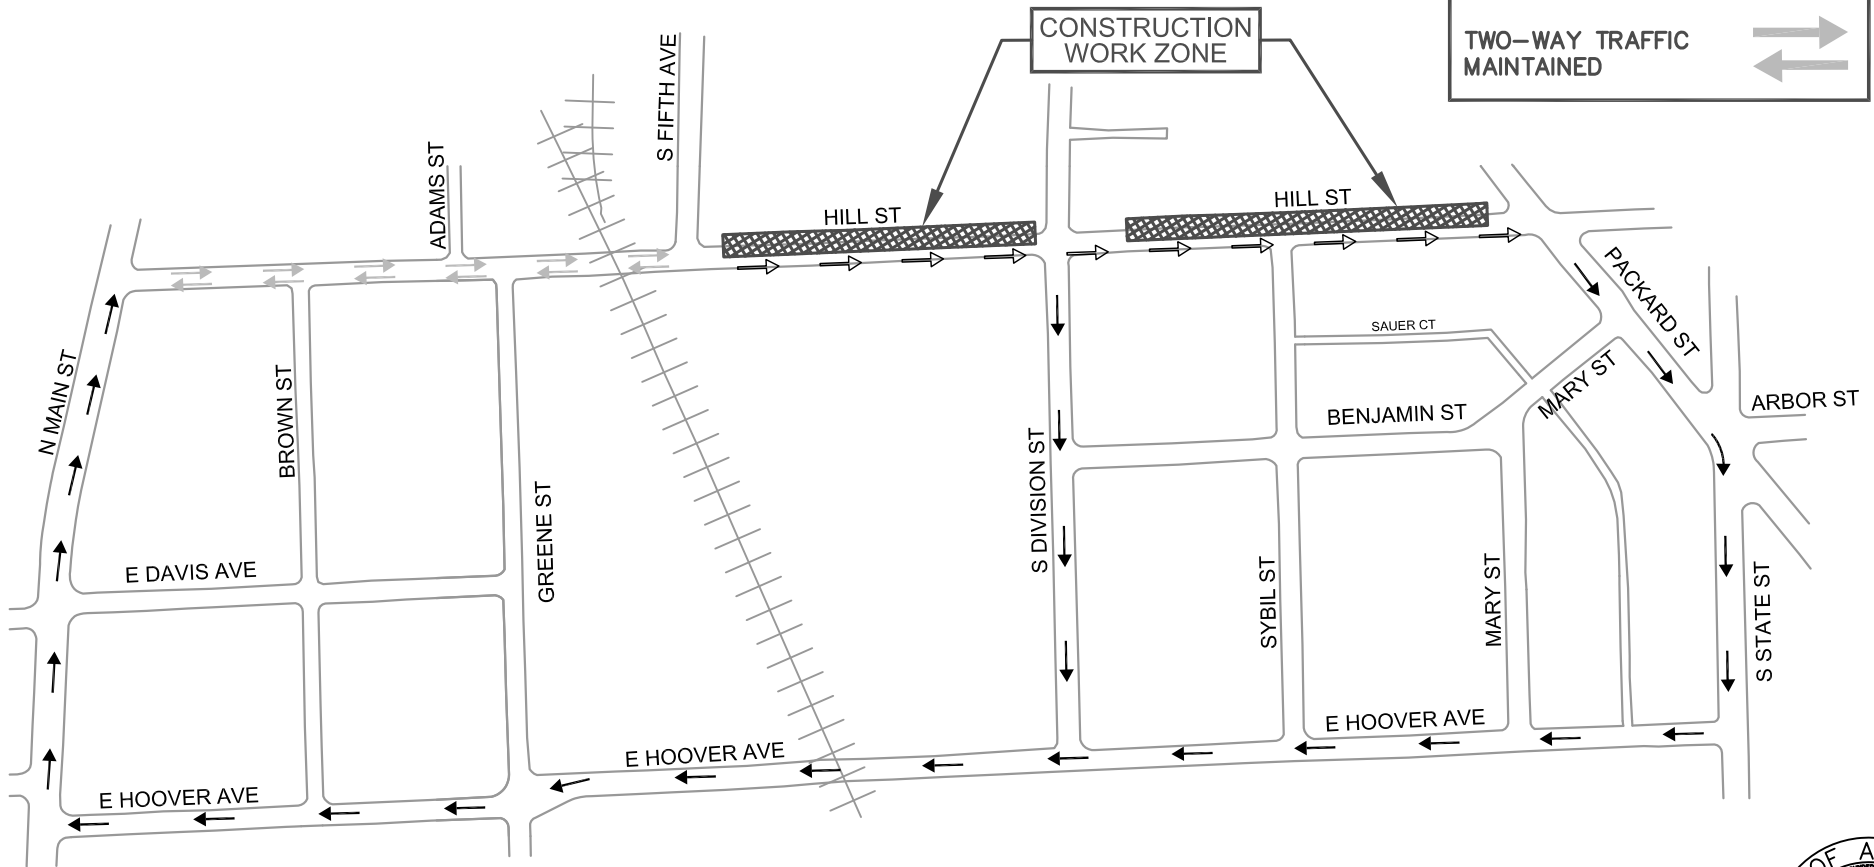 CONSTRUCTION
WORK ZONE
TWO-WAY TRAFFIC
MAINTAINED
S FIFTH AVE
ADAMS ST
HILL ST
HILL ST
PACKARD ST
SAUER CT
N MAIN ST
BROWN ST
MARY ST
ARBOR ST
BENJAMIN ST
GREENE ST
S DIVISION ST
E DAVIS AVE
SYBIL ST
MARY ST
S STATE ST
E HOOVER AVE
E HOOVER AVE
E HOOVER AVE
OF A